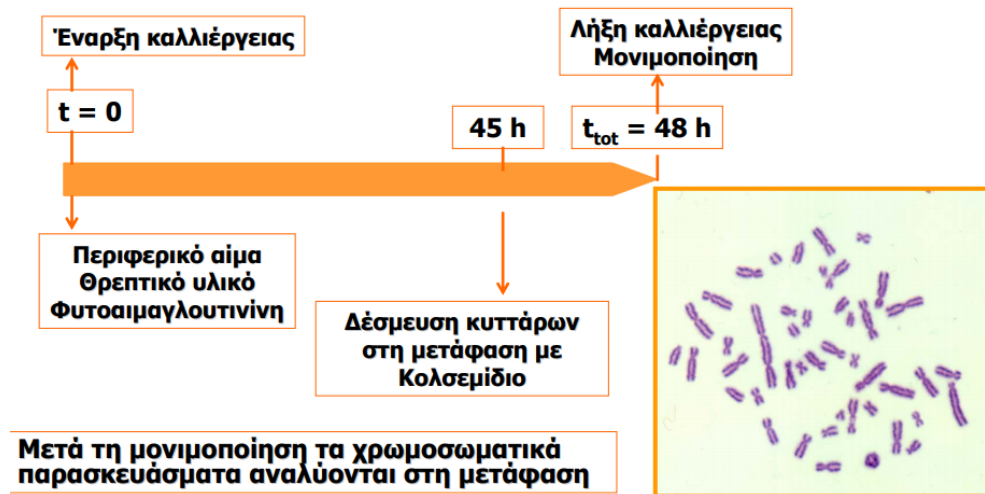 Έναρξη καλλιέργειας
t = 0
Λήξη καλλιέργειας
Μονιμοποίηση
45 h
t_tot = 48 h
Περιφερικό αίμα
Θρεπτικό υλικό
Φυτοαιμαγλουτινίνη
Δέσμευση κυττάρων
στη μετάφαση με
Κολσεμίδιο
Μετά τη μονιμοποίηση τα χρωμοσωματικά
παρασκευάσματα αναλύονται στη μετάφαση